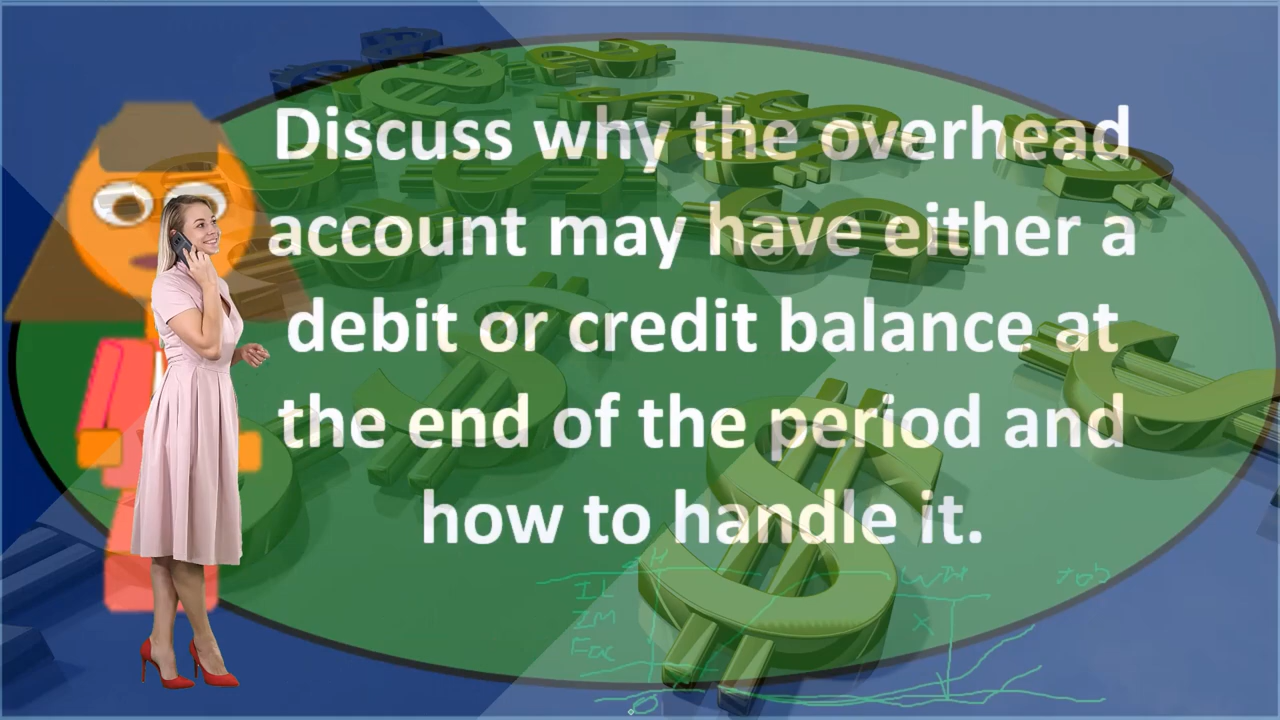 Discuss why the overhead
account may have either a
debit or credit balance at
the end of the period and
how to handle it.